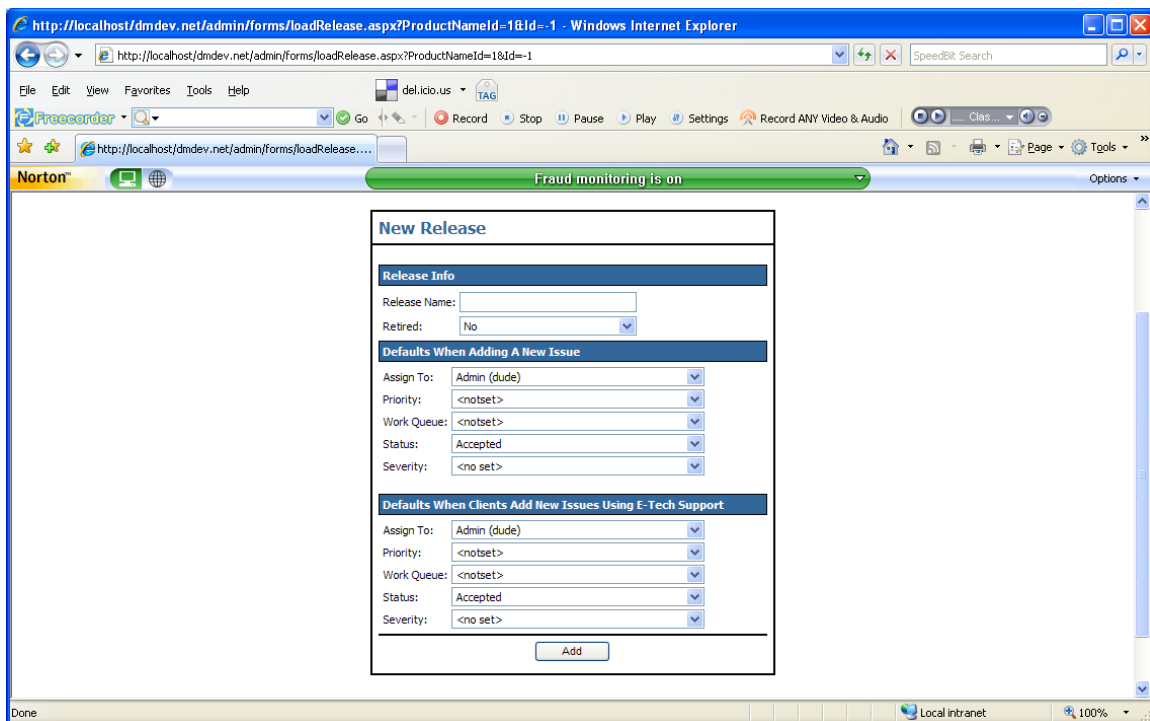 http://localhost/dmdev.net/admin/forms/loadRelease.aspx?ProductNameId=1&Id=-1 - Windows Internet Explorer
http://localhost/dmdev.net/admin/forms/loadRelease.aspx?ProductNameId=1&Id=-1 SpeedBit Search
File Edit View Favorites Tools Help del.icio.us TAG
Freecorder Go Record Stop Pause Play Settings Record ANY Video & Audio Clas...
http://localhost/dmdev.net/admin/forms/loadRelease.... Page Tools »
Norton™ Fraud monitoring is on Options
New Release
Release Info
Release Name:
Retired: No
Defaults When Adding A New Issue
Assign To: Admin (dude)
Priority: <notset>
Work Queue: <notset>
Status: Accepted
Severity: <no set>
Defaults When Clients Add New Issues Using E-Tech Support
Assign To: Admin (dude)
Priority: <notset>
Work Queue: <notset>
Status: Accepted
Severity: <no set>
Add
Done Local intranet 100%